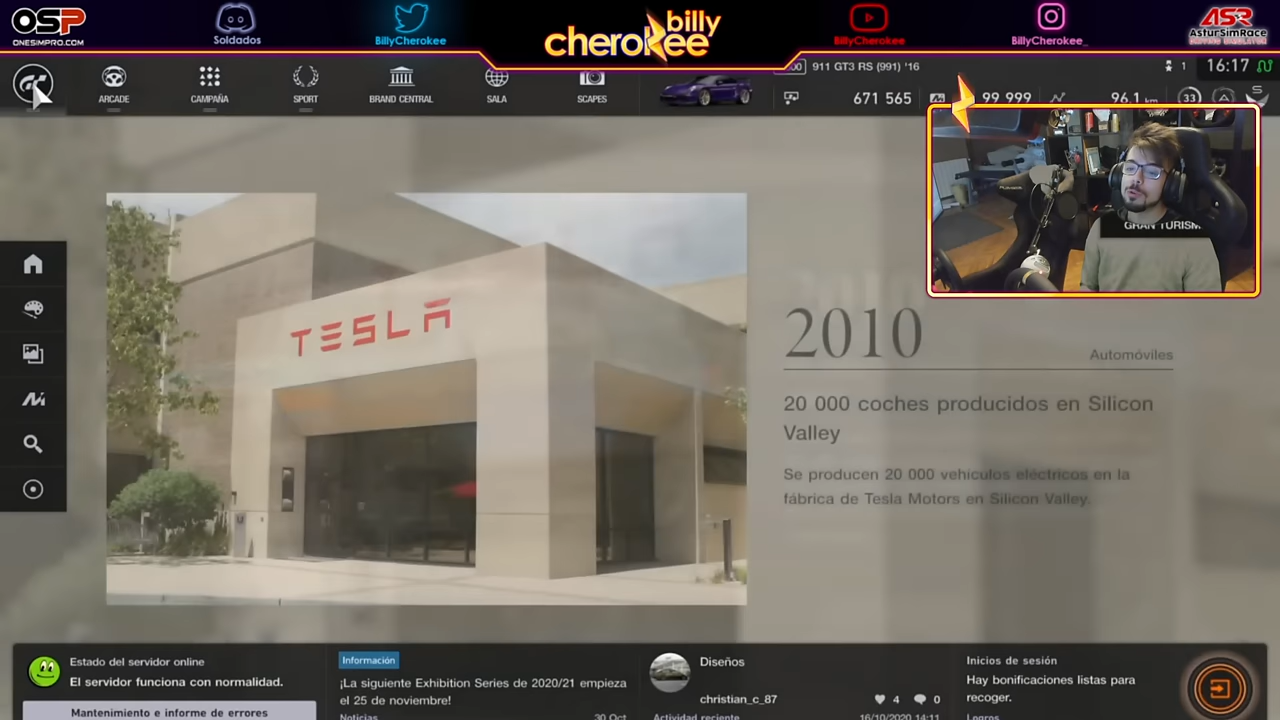 OSP
ONESIMPRO.COM
Soldados
BillyCherokee
billy
cherokee
BillyCherokee
BillyCherokee_
ASR
AsturSimRace
ARCADE
CAMPAÑA
SPORT
BRAND CENTRAL
SALA
SCAPES
911 GT3 RS (991) '16
1
16:17
671 565
99 999
96.1 km
33
A
S
GRAN TURISM
TESLA
2010
Automóviles
20 000 coches producidos en Silicon
Valley
Se producen 20 000 vehículos eléctricos en la
fábrica de Tesla Motors en Silicon Valley.
Estado del servidor online
El servidor funciona con normalidad.
Mantenimiento e informe de errores
Información
¡La siguiente Exhibition Series de 2020/21 empieza
el 25 de noviembre!
Noticias
30 Oct
Diseños
christian_c_87
4
0
Actividad reciente
16/10/2020 14:11
Inicios de sesión
Hay bonificaciones listas para
recoger.
Logros